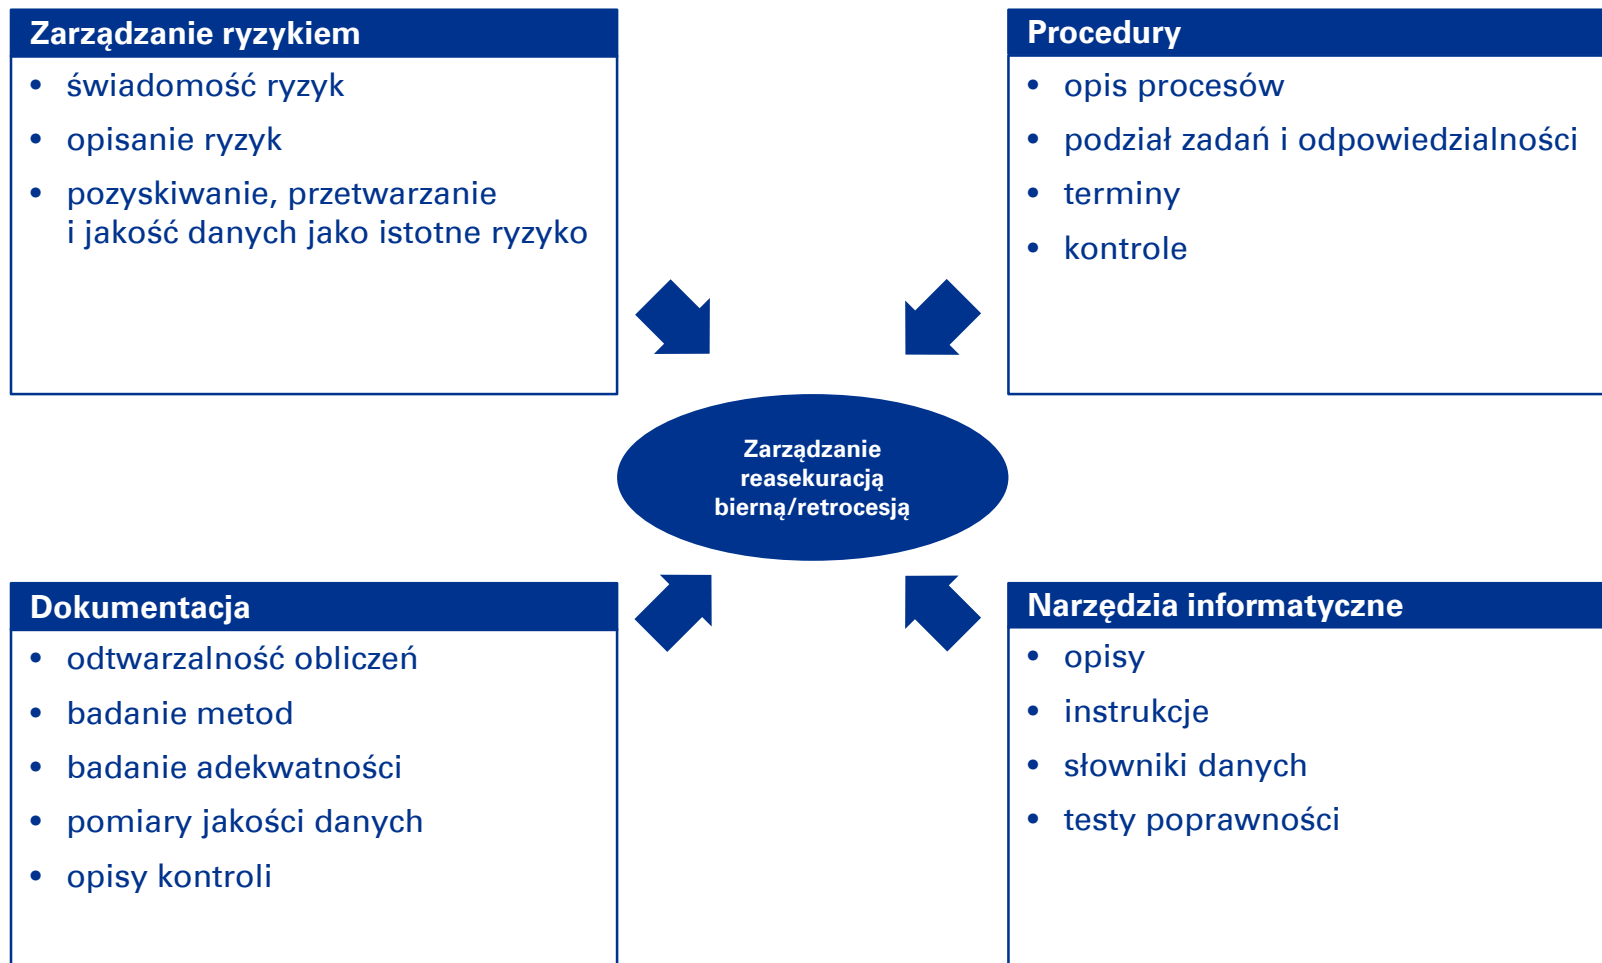 Zarządzanie ryzykiem
• świadomość ryzyk
• opisanie ryzyk
• pozyskiwanie, przetwarzanie
i jakość danych jako istotne ryzyko
Procedury
• opis procesów
• podział zadań i odpowiedzialności
• terminy
• kontrole
Zarządzanie
reasekuracją
bierną/retrocesją
Dokumentacja
• odtwarzalność obliczeń
• badanie metod
• badanie adekwatności
• pomiary jakości danych
• opisy kontroli
Narzędzia informatyczne
• opisy
• instrukcje
• słowniki danych
• testy poprawności